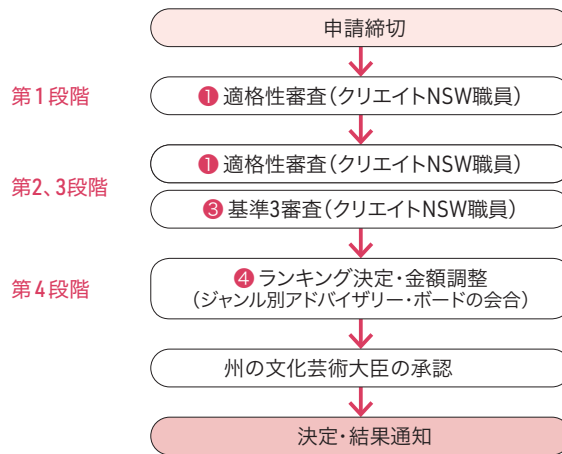 申請締切
第1段階
❶ 適格性審査（クリエイトNSW職員）
第2、3段階
❶ 適格性審査（クリエイトNSW職員）
❸ 基準3審査（クリエイトNSW職員）
第4段階
❹ ランキング決定・金額調整
（ジャンル別アドバイザリー・ボードの会合）
州の文化芸術大臣の承認
決定・結果通知